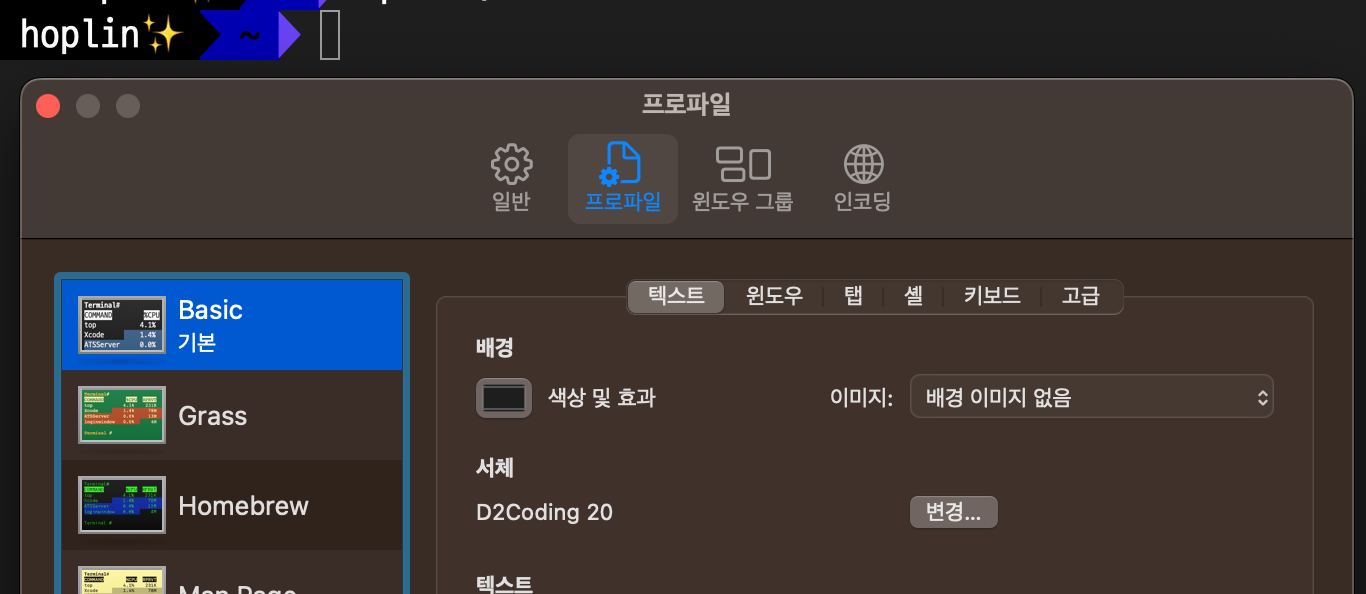 hoplin✨ ~
프로파일
일반 프로파일 윈도우 그룹 인코딩
텍스트 윈도우 탭 셸 키보드 고급
Terminal#
COMMAND %CPU
top 4.1%
Xcode 1.4%
ATSServer 0.0%
Basic
기본
Grass
Homebrew
배경
색상 및 효과 이미지: 배경 이미지 없음
서체
D2Coding 20 변경...
텍스트
Man Page